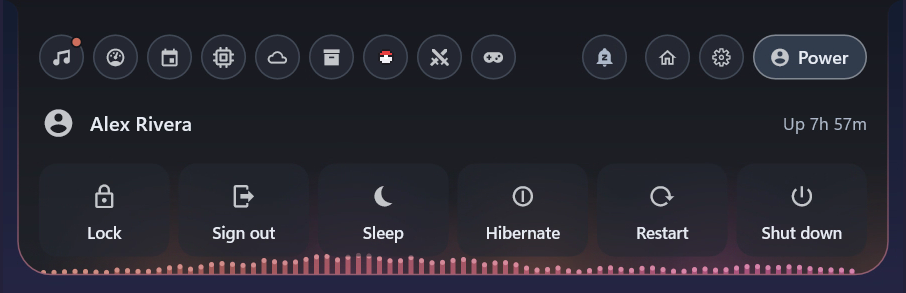 Power
Alex Rivera
Up 7h 57m
Lock
Sign out
Sleep
Hibernate
Restart
Shut down